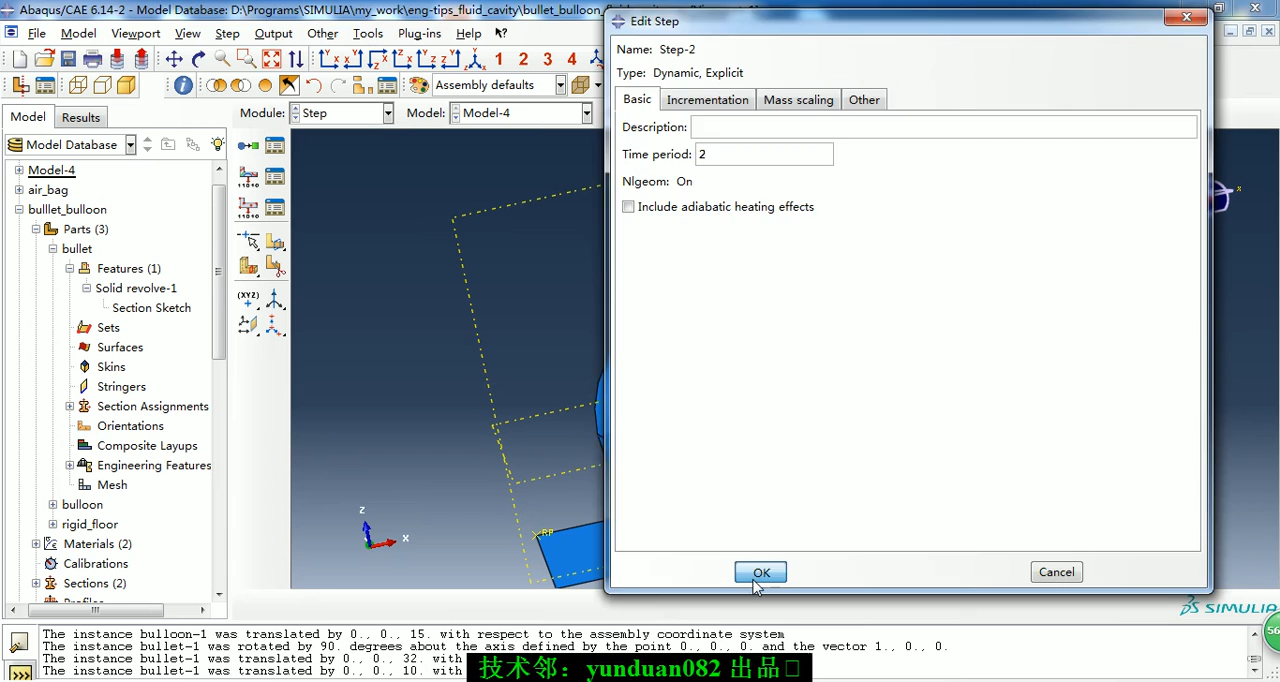 Abaqus/CAE 6.14-2 - Model Database: D:\Programs\SIMULIA\my_work\eng-tips_fluid_cavity\bullet_bulloon_
File Model Viewport View Step Output Other Tools Plug-ins Help
1 2 3 4
Assembly defaults
Model Results
Module: Step Model: Model-4
Model Database
Model-4
air_bag
bulllet_bulloon
Parts (3)
bullet
Features (1)
Solid revolve-1
Section Sketch
Sets
Surfaces
Skins
Stringers
Section Assignments
Orientations
Composite Layups
Engineering Features
Mesh
bulloon
rigid_floor
Materials (2)
Calibrations
Sections (2)
(XYZ)
RP
Z
X
x
Edit Step
Name: Step-2
Type: Dynamic, Explicit
Basic Incrementation Mass scaling Other
Description:
Time period: 2
Nlgeom: On
Include adiabatic heating effects
OK Cancel
SIMULIA
56
The instance bulloon-1 was translated by 0., 0., 15. with respect to the assembly coordinate system
The instance bullet-1 was rotated by 90. degrees about the axis defined by the point 0., 0., 0. and the vector 1., 0., 0.
The instance bullet-1 was translated by 0., 0., 32. with
The instance bullet-1 was translated by 0., 0., 10. with
技术邻：yunduan082 出品